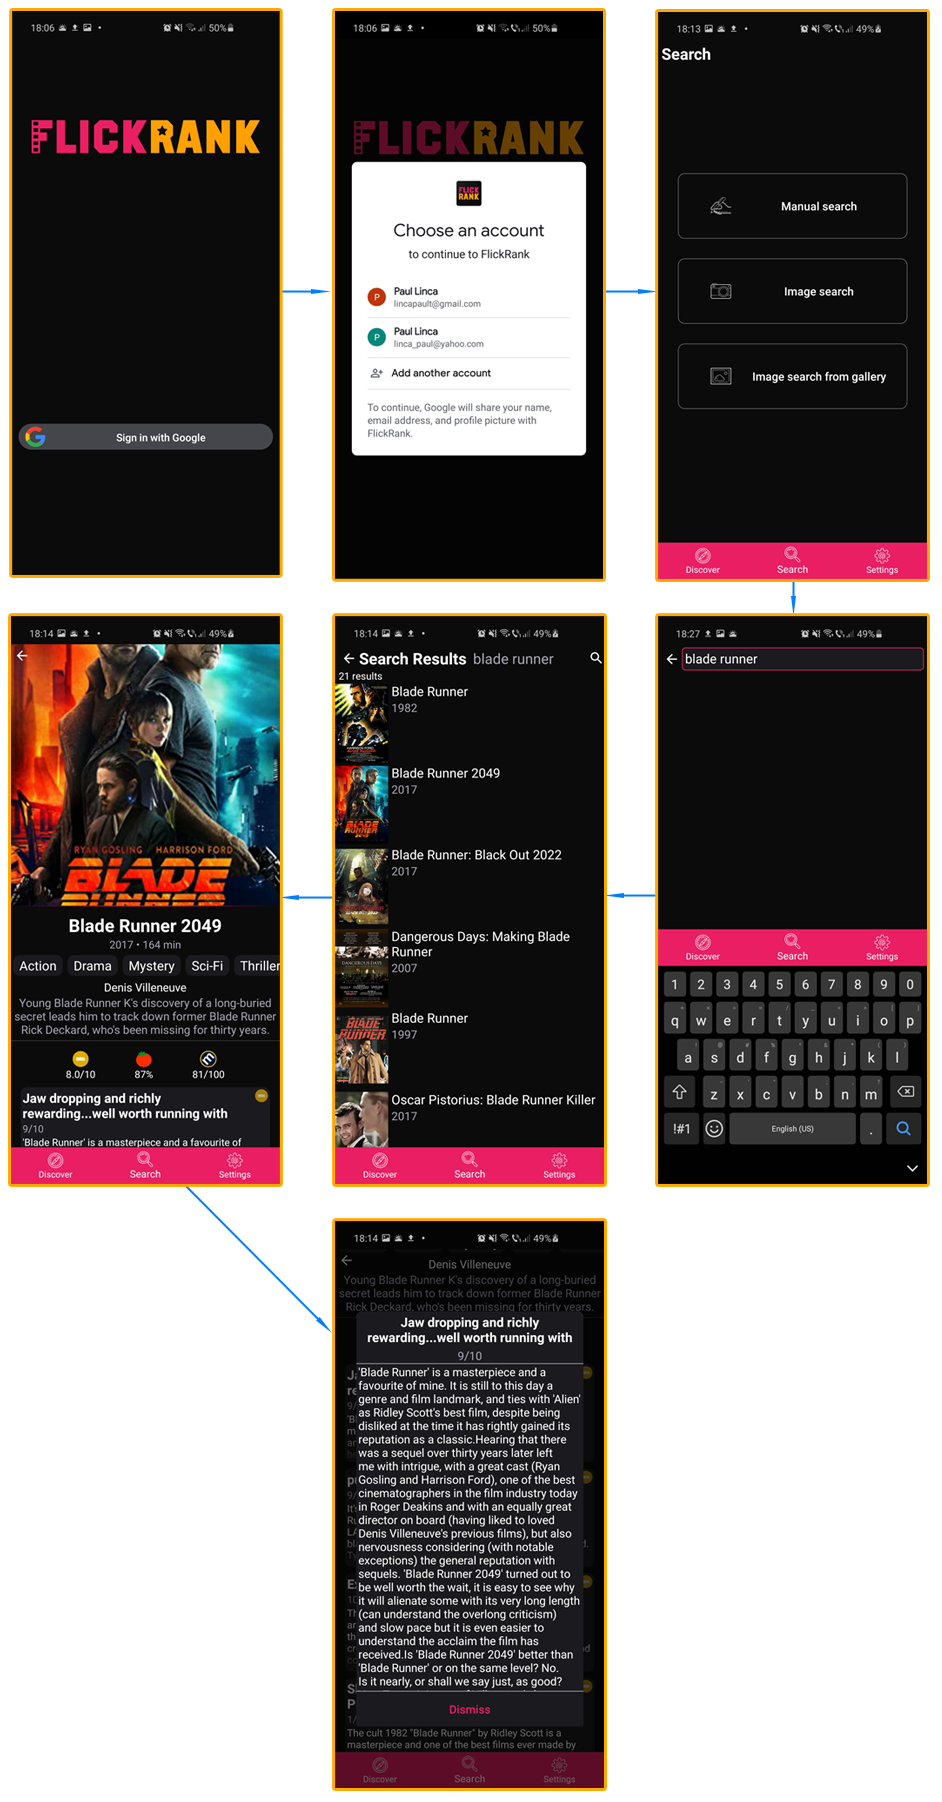 18:06
50%
FLICKRANK
Sign in with Google
18:06
50%
FLICKRANK
FLICK
RANK
Choose an account
to continue to FlickRank
P
Paul Linca
lincapault@gmail.com
P
Paul Linca
linca_paul@yahoo.com
Add another account
To continue, Google will share your name,
email address, and profile picture with
FlickRank.
18:13
49%
Search
Manual search
Image search
Image search from gallery
Discover
Search
Settings
18:27
49%
blade runner
Discover
Search
Settings
1 2 3 4 5 6 7 8 9 0
q w e r t y u i o p
a s d f g h j k l
z x c v b n m
!#1
English (US)
.
18:14
49%
Search Results blade runner
21 results
Blade Runner
1982
Blade Runner 2049
2017
Blade Runner: Black Out 2022
2017
Dangerous Days: Making Blade
Runner
2007
Blade Runner
1997
Oscar Pistorius: Blade Runner Killer
2017
Discover
Search
Settings
18:14
49%
RYAN GOSLING HARRISON FORD
BLADE
RUNNER
Blade Runner 2049
2017 • 164 min
Action Drama Mystery Sci-Fi Thriller
Denis Villeneuve
Young Blade Runner K's discovery of a long-buried
secret leads him to track down former Blade Runner
Rick Deckard, who's been missing for thirty years.
8.0/10
87%
81/100
Jaw dropping and richly
rewarding...well worth running with
9/10
'Blade Runner' is a masterpiece and a favourite of
Discover
Search
Settings
18:14
49%
Denis Villeneuve
Young Blade Runner K's discovery of a long-buried
secret leads him to track down former Blade Runner
Rick Deckard, who's been missing for thirty years.
Jaw dropping and richly
rewarding...well worth running with
9/10
'Blade Runner' is a masterpiece and a
favourite of mine. It is still to this day a
genre and film landmark, and ties with 'Alien'
as Ridley Scott's best film, despite being
disliked at the time it has rightly gained its
reputation as a classic.Hearing that there
was a sequel over thirty years later left
me with intrigue, with a great cast (Ryan
Gosling and Harrison Ford), one of the best
cinematographers in the film industry today
in Roger Deakins and with an equally great
director on board (having liked to loved
Denis Villeneuve's previous films), but also
nervousness considering (with notable
exceptions) the general reputation with
sequels. 'Blade Runner 2049' turned out to
be well worth the wait, it is easy to see why
it will alienate some with its very long length
(can understand the overlong criticism)
and slow pace but it is even easier to
understand the acclaim the film has
received.Is 'Blade Runner 2049' better than
'Blade Runner' or on the same level? No.
Is it nearly, or shall we say just, as good?
Dismiss
The cult 1982 "Blade Runner" by Ridley Scott is a
masterpiece and one of the best films ever made by
Discover
Search
Settings